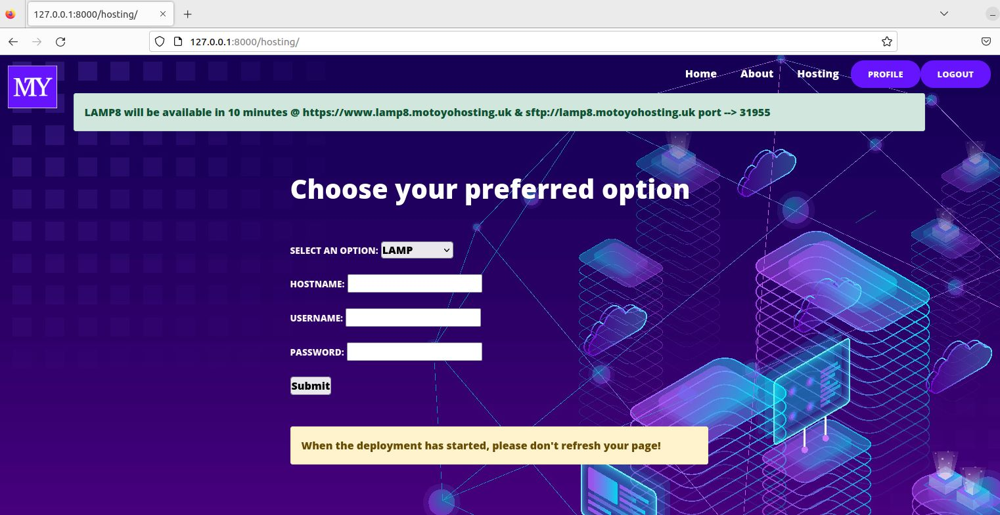 127.0.0.1:8000/hosting/
127.0.0.1:8000/hosting/
MTY
Home About Hosting PROFILE LOGOUT
LAMP8 will be available in 10 minutes @ https://www.lamp8.motoyohosting.uk & sftp://lamp8.motoyohosting.uk port --> 31955
Choose your preferred option
SELECT AN OPTION: LAMP
HOSTNAME:
USERNAME:
PASSWORD:
Submit
When the deployment has started, please don't refresh your page!